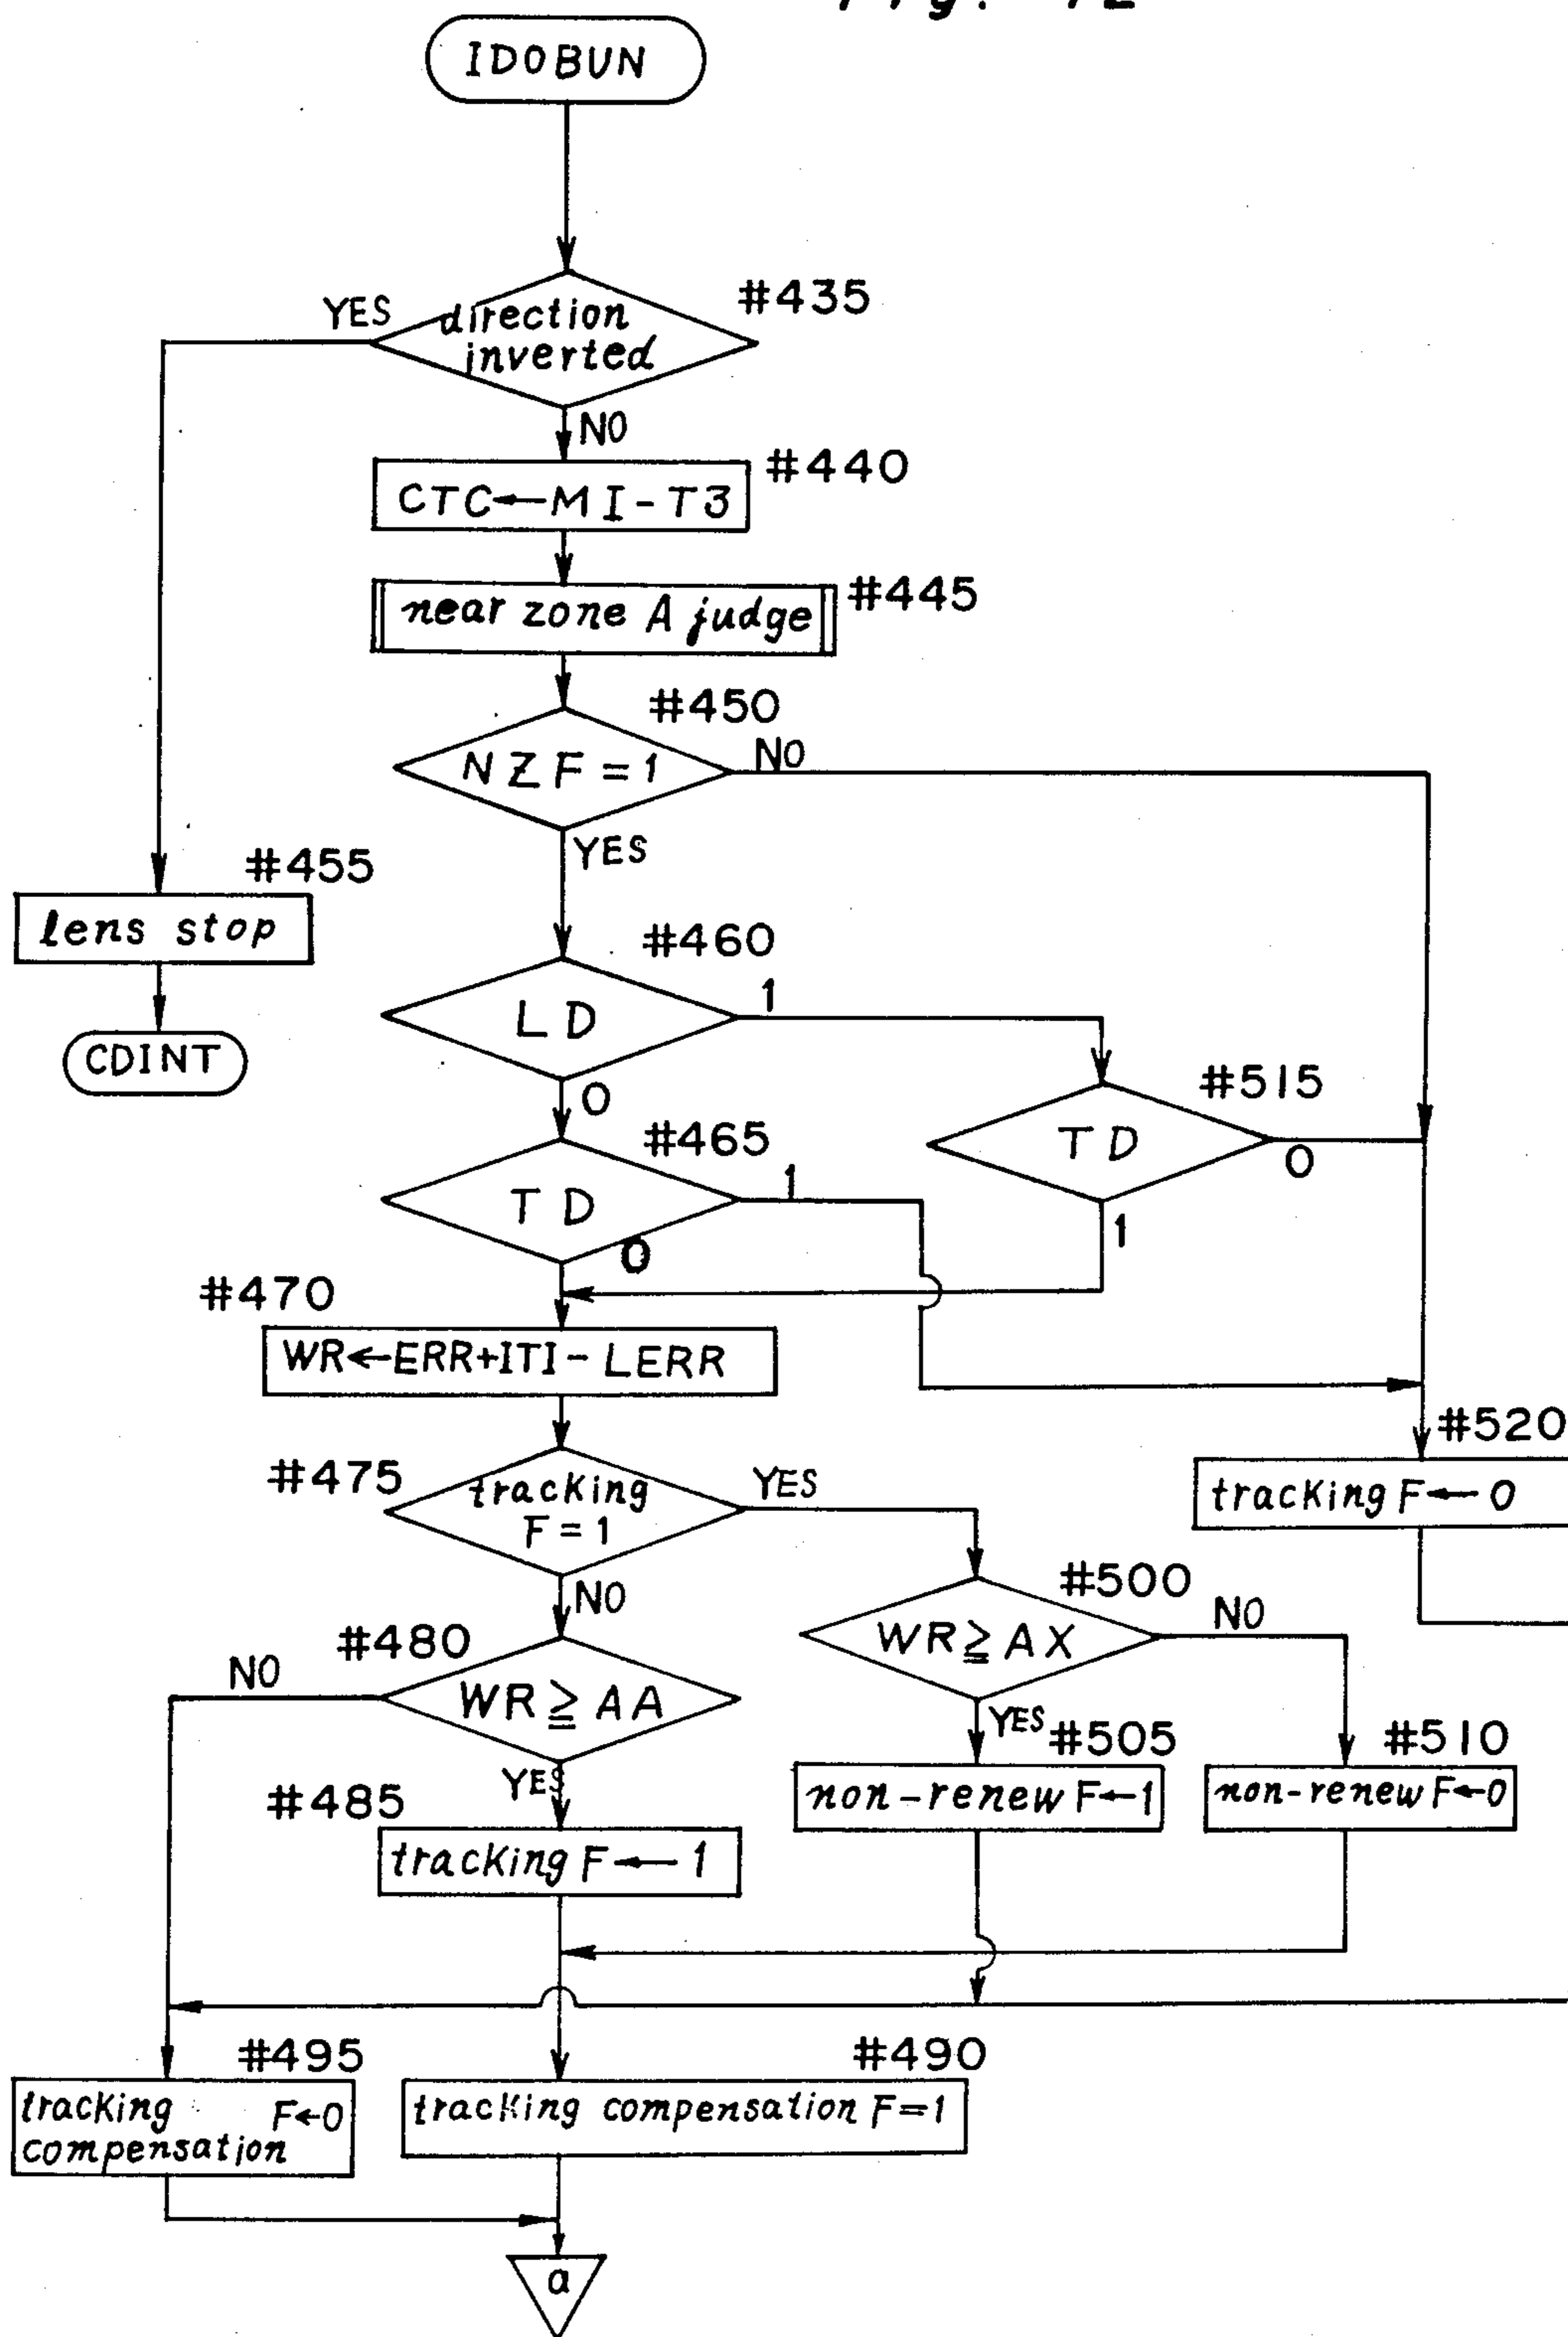 Fig. 12
IDOBUN
#435
YES
direction
inverted
NO
#440
CTC←MI-T3
#445
near zone A judge
#450
NZF=1
NO
YES
#455
lens stop
CDINT
#460
LD
1
0
#515
TD
0
1
#465
TD
1
0
#470
WR←ERR+ITI-LERR
#475
tracking
F=1
YES
NO
#520
tracking F←0
#500
WR≧AX
NO
YES
#480
NO
WR≧AA
YES
#505
non-renew F←1
#510
non-renew F←0
#485
tracking F←1
#495
tracking F←0
compensation
#490
tracking compensation F=1
a